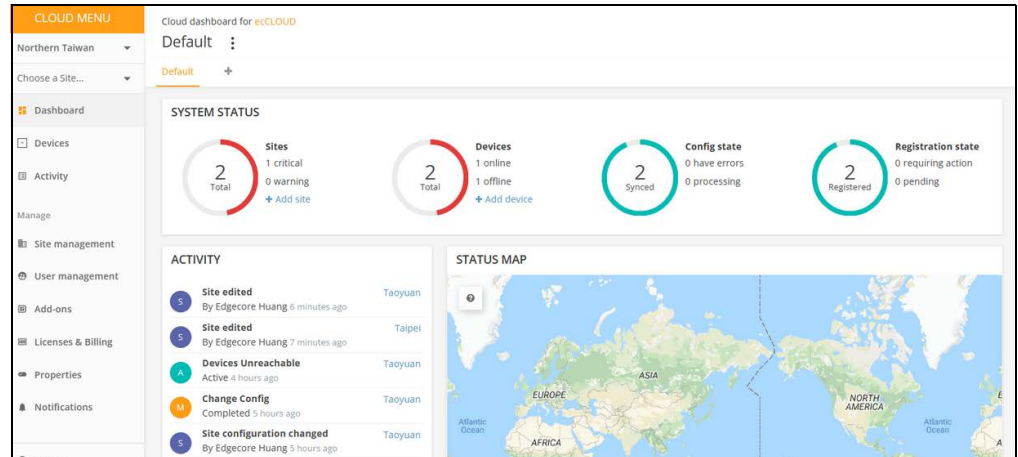 CLOUD MENU
Northern Taiwan
Choose a Site...
Dashboard
Devices
Activity
Manage
Site management
User management
Add-ons
Licenses & Billing
Properties
Notifications
Cloud dashboard for ecCLOUD
Default
Default
SYSTEM STATUS
2
Total
Sites
1 critical
0 warning
+ Add site
2
Total
Devices
1 online
1 offline
+ Add device
2
Synced
Config state
0 have errors
0 processing
2
Registered
Registration state
0 requiring action
0 pending
ACTIVITY
S Site edited Taoyuan
By Edgecore Huang 6 minutes ago
S Site edited Taipei
By Edgecore Huang 7 minutes ago
A Devices Unreachable Taoyuan
Active 4 hours ago
M Change Config Taoyuan
Completed 5 hours ago
S Site configuration changed Taoyuan
By Edgecore Huang 5 hours ago
STATUS MAP
ASIA
EUROPE
AFRICA
NORTH
AMERICA
Atlantic
Ocean
Atlantic
Ocean
E
A